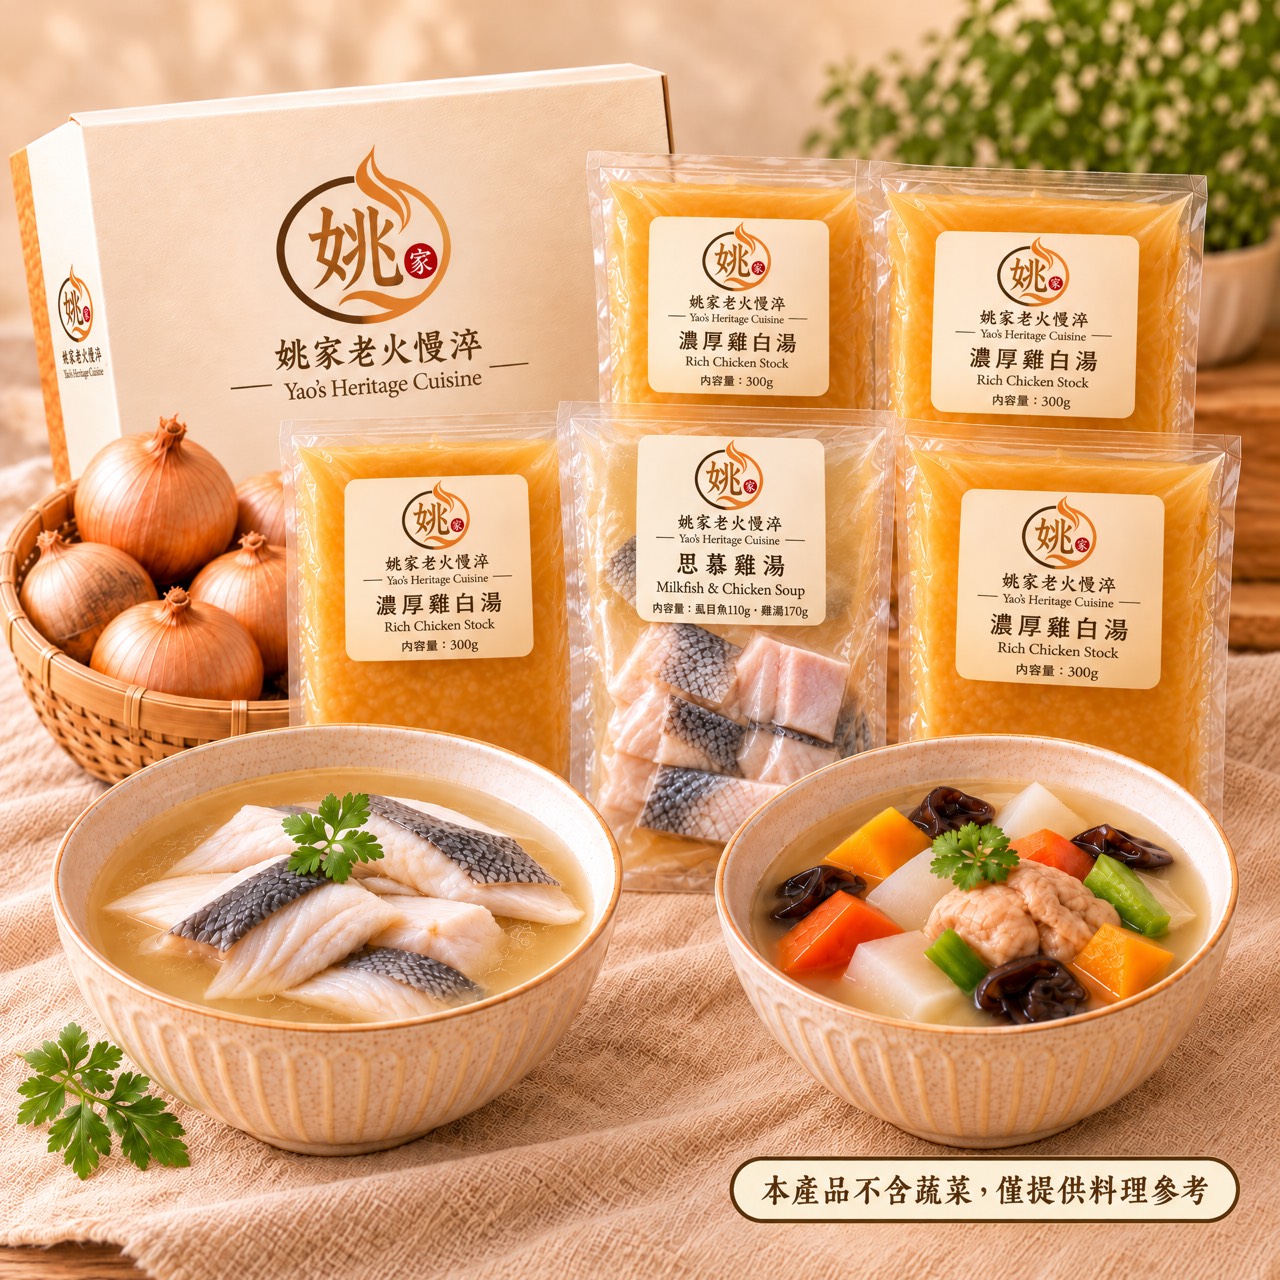 姚家
姚家老火慢淬
Yao's Heritage Cuisine
姚家
姚家老火慢淬
Yao's Heritage Cuisine
姚家
姚家老火慢淬
Yao's Heritage Cuisine
濃厚雞白湯
Rich Chicken Stock
內容量：300g
姚家
姚家老火慢淬
Yao's Heritage Cuisine
濃厚雞白湯
Rich Chicken Stock
內容量：300g
姚家
姚家老火慢淬
Yao's Heritage Cuisine
濃厚雞白湯
Rich Chicken Stock
內容量：300g
姚家
姚家老火慢淬
Yao's Heritage Cuisine
思慕雞湯
Milkfish & Chicken Soup
內容量：虱目魚110g・雞湯170g
姚家
姚家老火慢淬
Yao's Heritage Cuisine
濃厚雞白湯
Rich Chicken Stock
內容量：300g
本產品不含蔬菜，僅提供料理參考